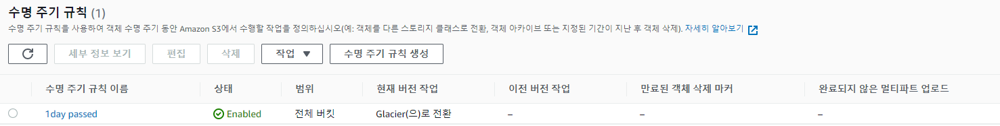 수명 주기 규칙 (1)
수명 주기 규칙을 사용하여 객체 수명 주기 동안 Amazon S3에서 수행할 작업을 정의하십시오(예: 객체를 다른 스토리지 클래스로 전환, 객체 아카이브 또는 지정된 기간이 지난 후 객체 삭제). 자세히 알아보기
세부 정보 보기 편집 삭제 작업 ▼ 수명 주기 규칙 생성
수명 주기 규칙 이름 상태 범위 현재 버전 작업 이전 버전 작업 만료된 객체 삭제 마커 완료되지 않은 멀티파트 업로드
1day passed Enabled 전체 버킷 Glacier(으)로 전환 – – –